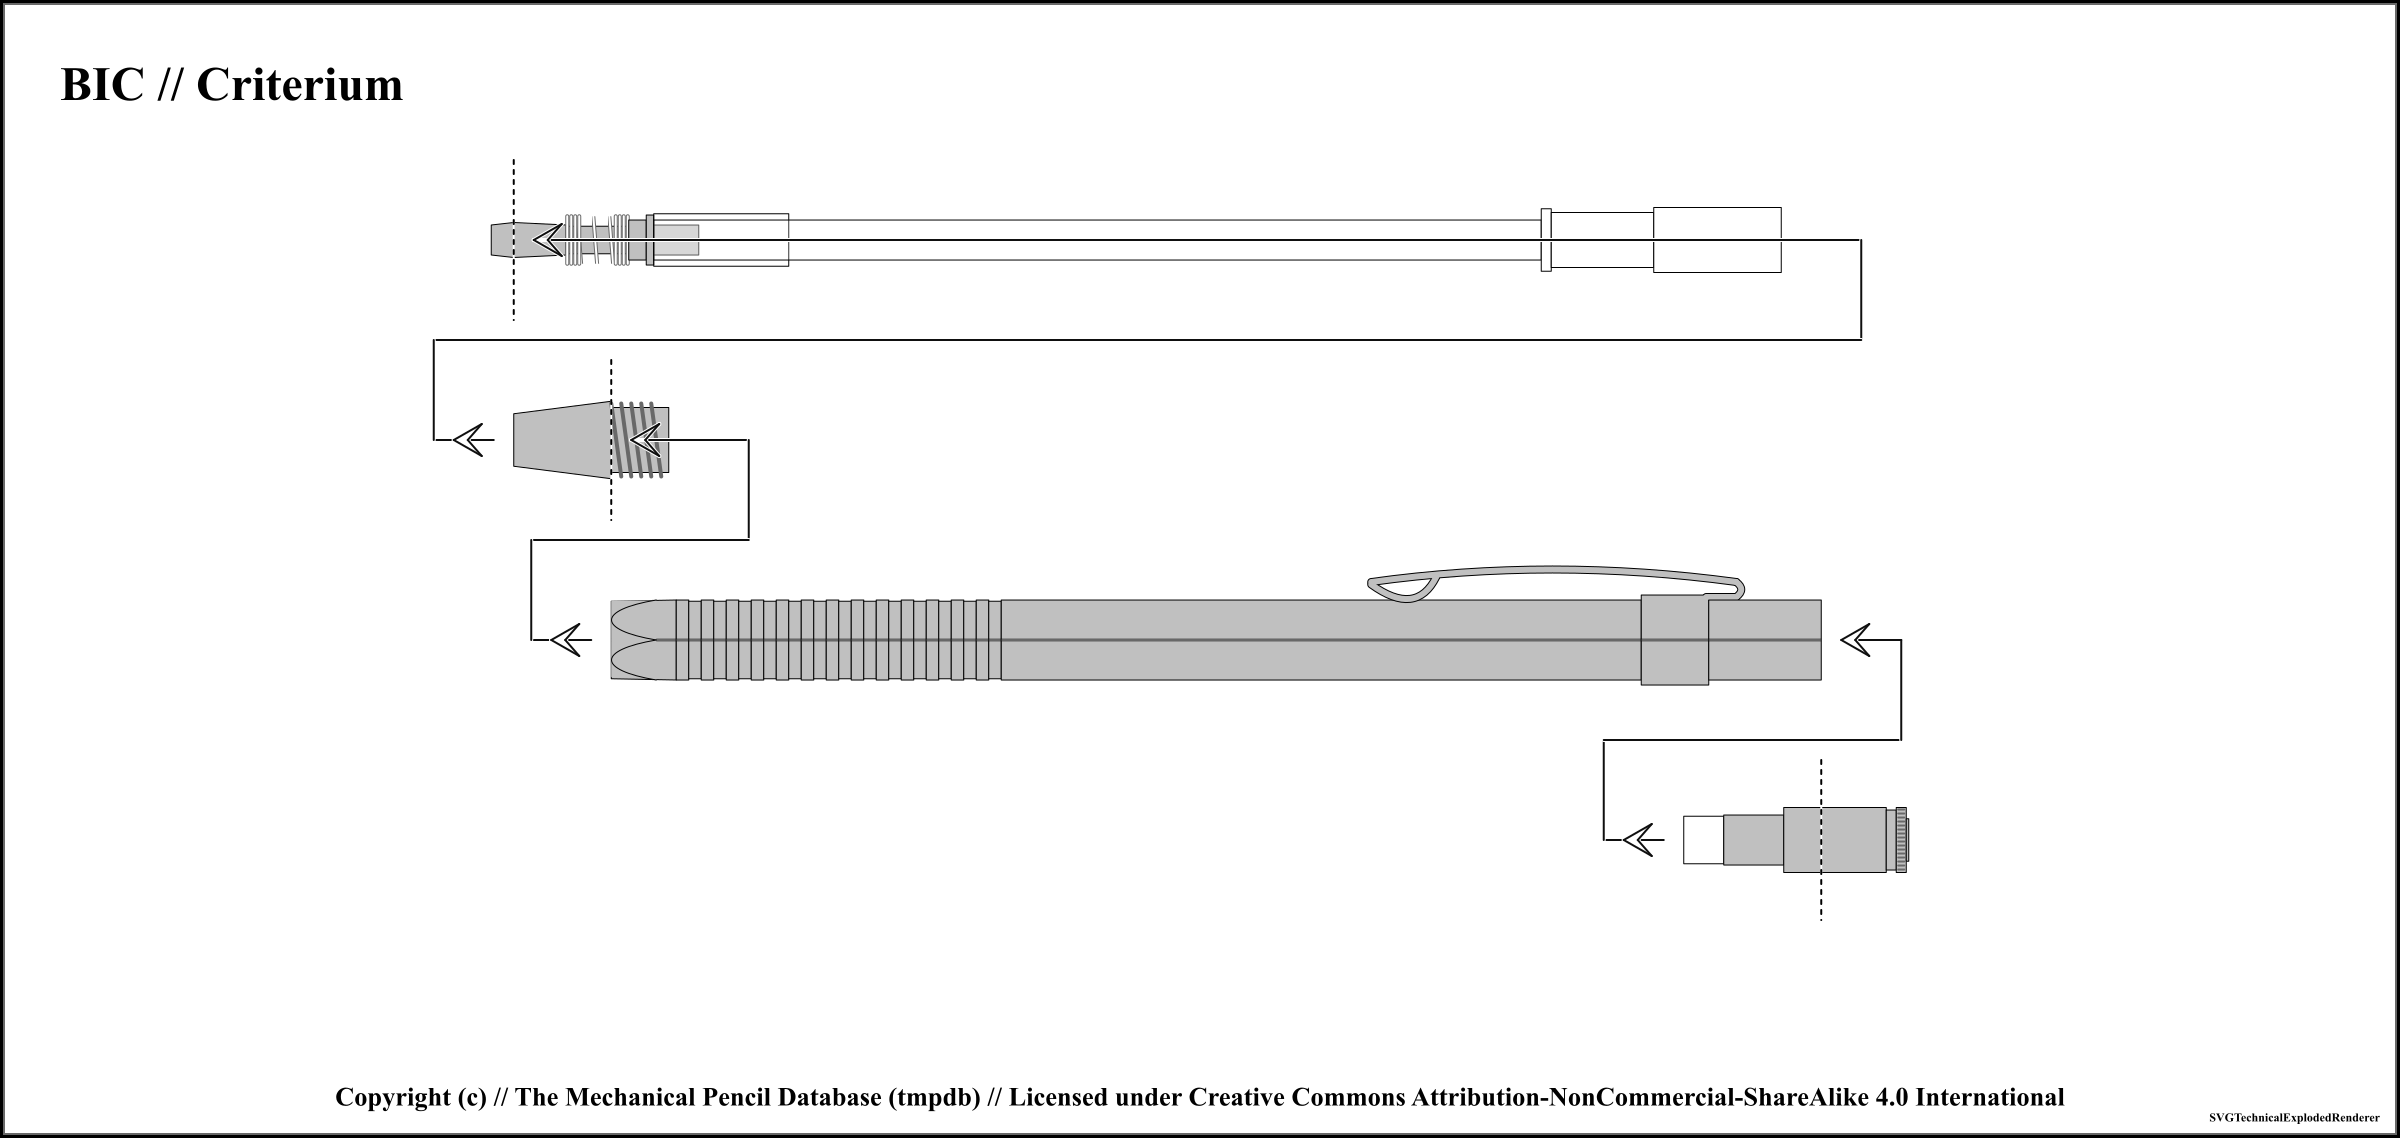 BIC // Criterium
Copyright (c) // The Mechanical Pencil Database (tmpdb) // Licensed under Creative Commons Attribution-NonCommercial-ShareAlike 4.0 International
SVGTechnicalExplodedRenderer